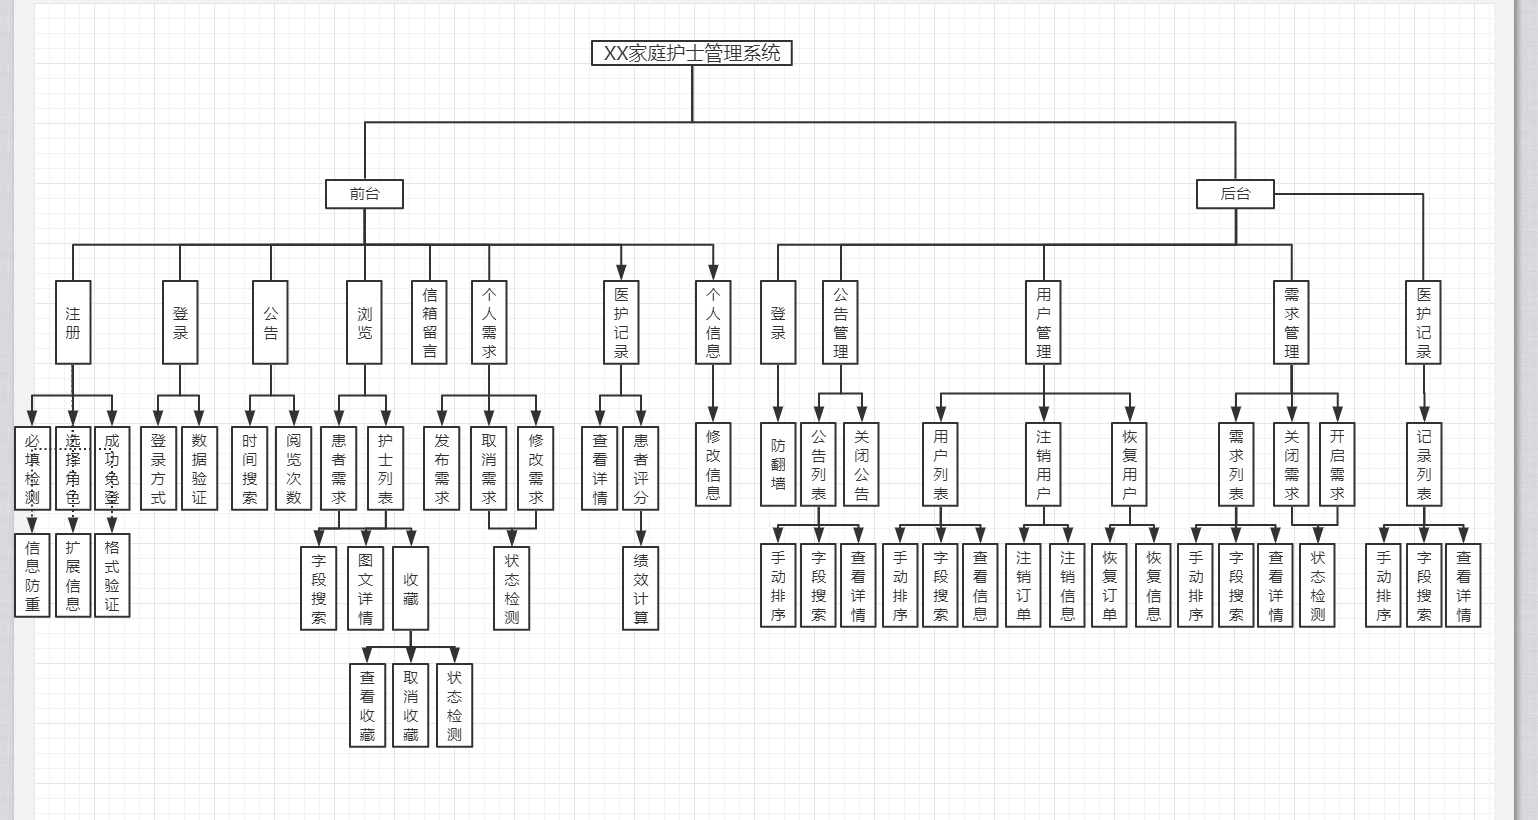 XX家庭护士管理系统
前台
后台
注册
登录
公告
浏览
信箱留言
个人需求
医护记录
个人信息
登录
公告管理
用户管理
需求管理
医护记录
必填检测
选择角色
成功免登
登录方式
数据验证
时间搜索
阅览次数
患者需求
护士列表
发布需求
取消需求
修改需求
查看详情
患者评分
修改信息
防翻墙
公告列表
关闭公告
用户列表
注销用户
恢复用户
需求列表
关闭需求
开启需求
记录列表
信息防重
扩展信息
格式验证
字段搜索
图文详情
收藏
状态检测
绩效计算
手动排序
字段搜索
查看详情
手动排序
字段搜索
查看信息
注销订单
注销信息
恢复订单
恢复信息
手动排序
字段搜索
查看详情
状态检测
手动排序
字段搜索
查看详情
查看收藏
取消收藏
状态检测